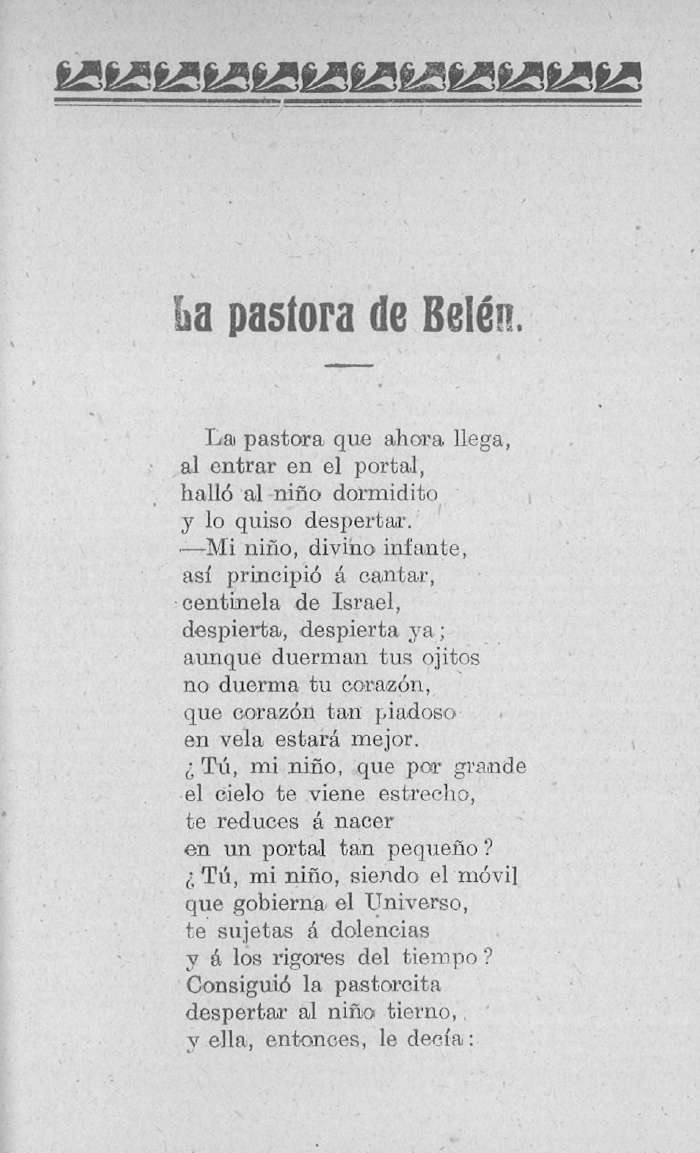 La pastora de Belén.
La pastora que ahora llega,
al entrar en el portal,
halló al niño dormidito
y lo quiso despertar.
—Mi niño, divino infante,
así principió á cantar,
centinela de Israel,
despierta, despierta ya;
aunque duerman tus ojitos
no duerma tu corazón,
que corazón tan piadoso
en vela estará mejor.
¿Tú, mi niño, que por grande
el cielo te viene estrecho,
te reduces á nacer
en un portal tan pequeño?
¿Tú, mi niño, siendo el móvil
que gobierna el Universo,
te sujetas á dolencias
y á los rigores del tiempo?
Consiguió la pastorcita
despertar al niño tierno,
y ella, entonces, le decía: